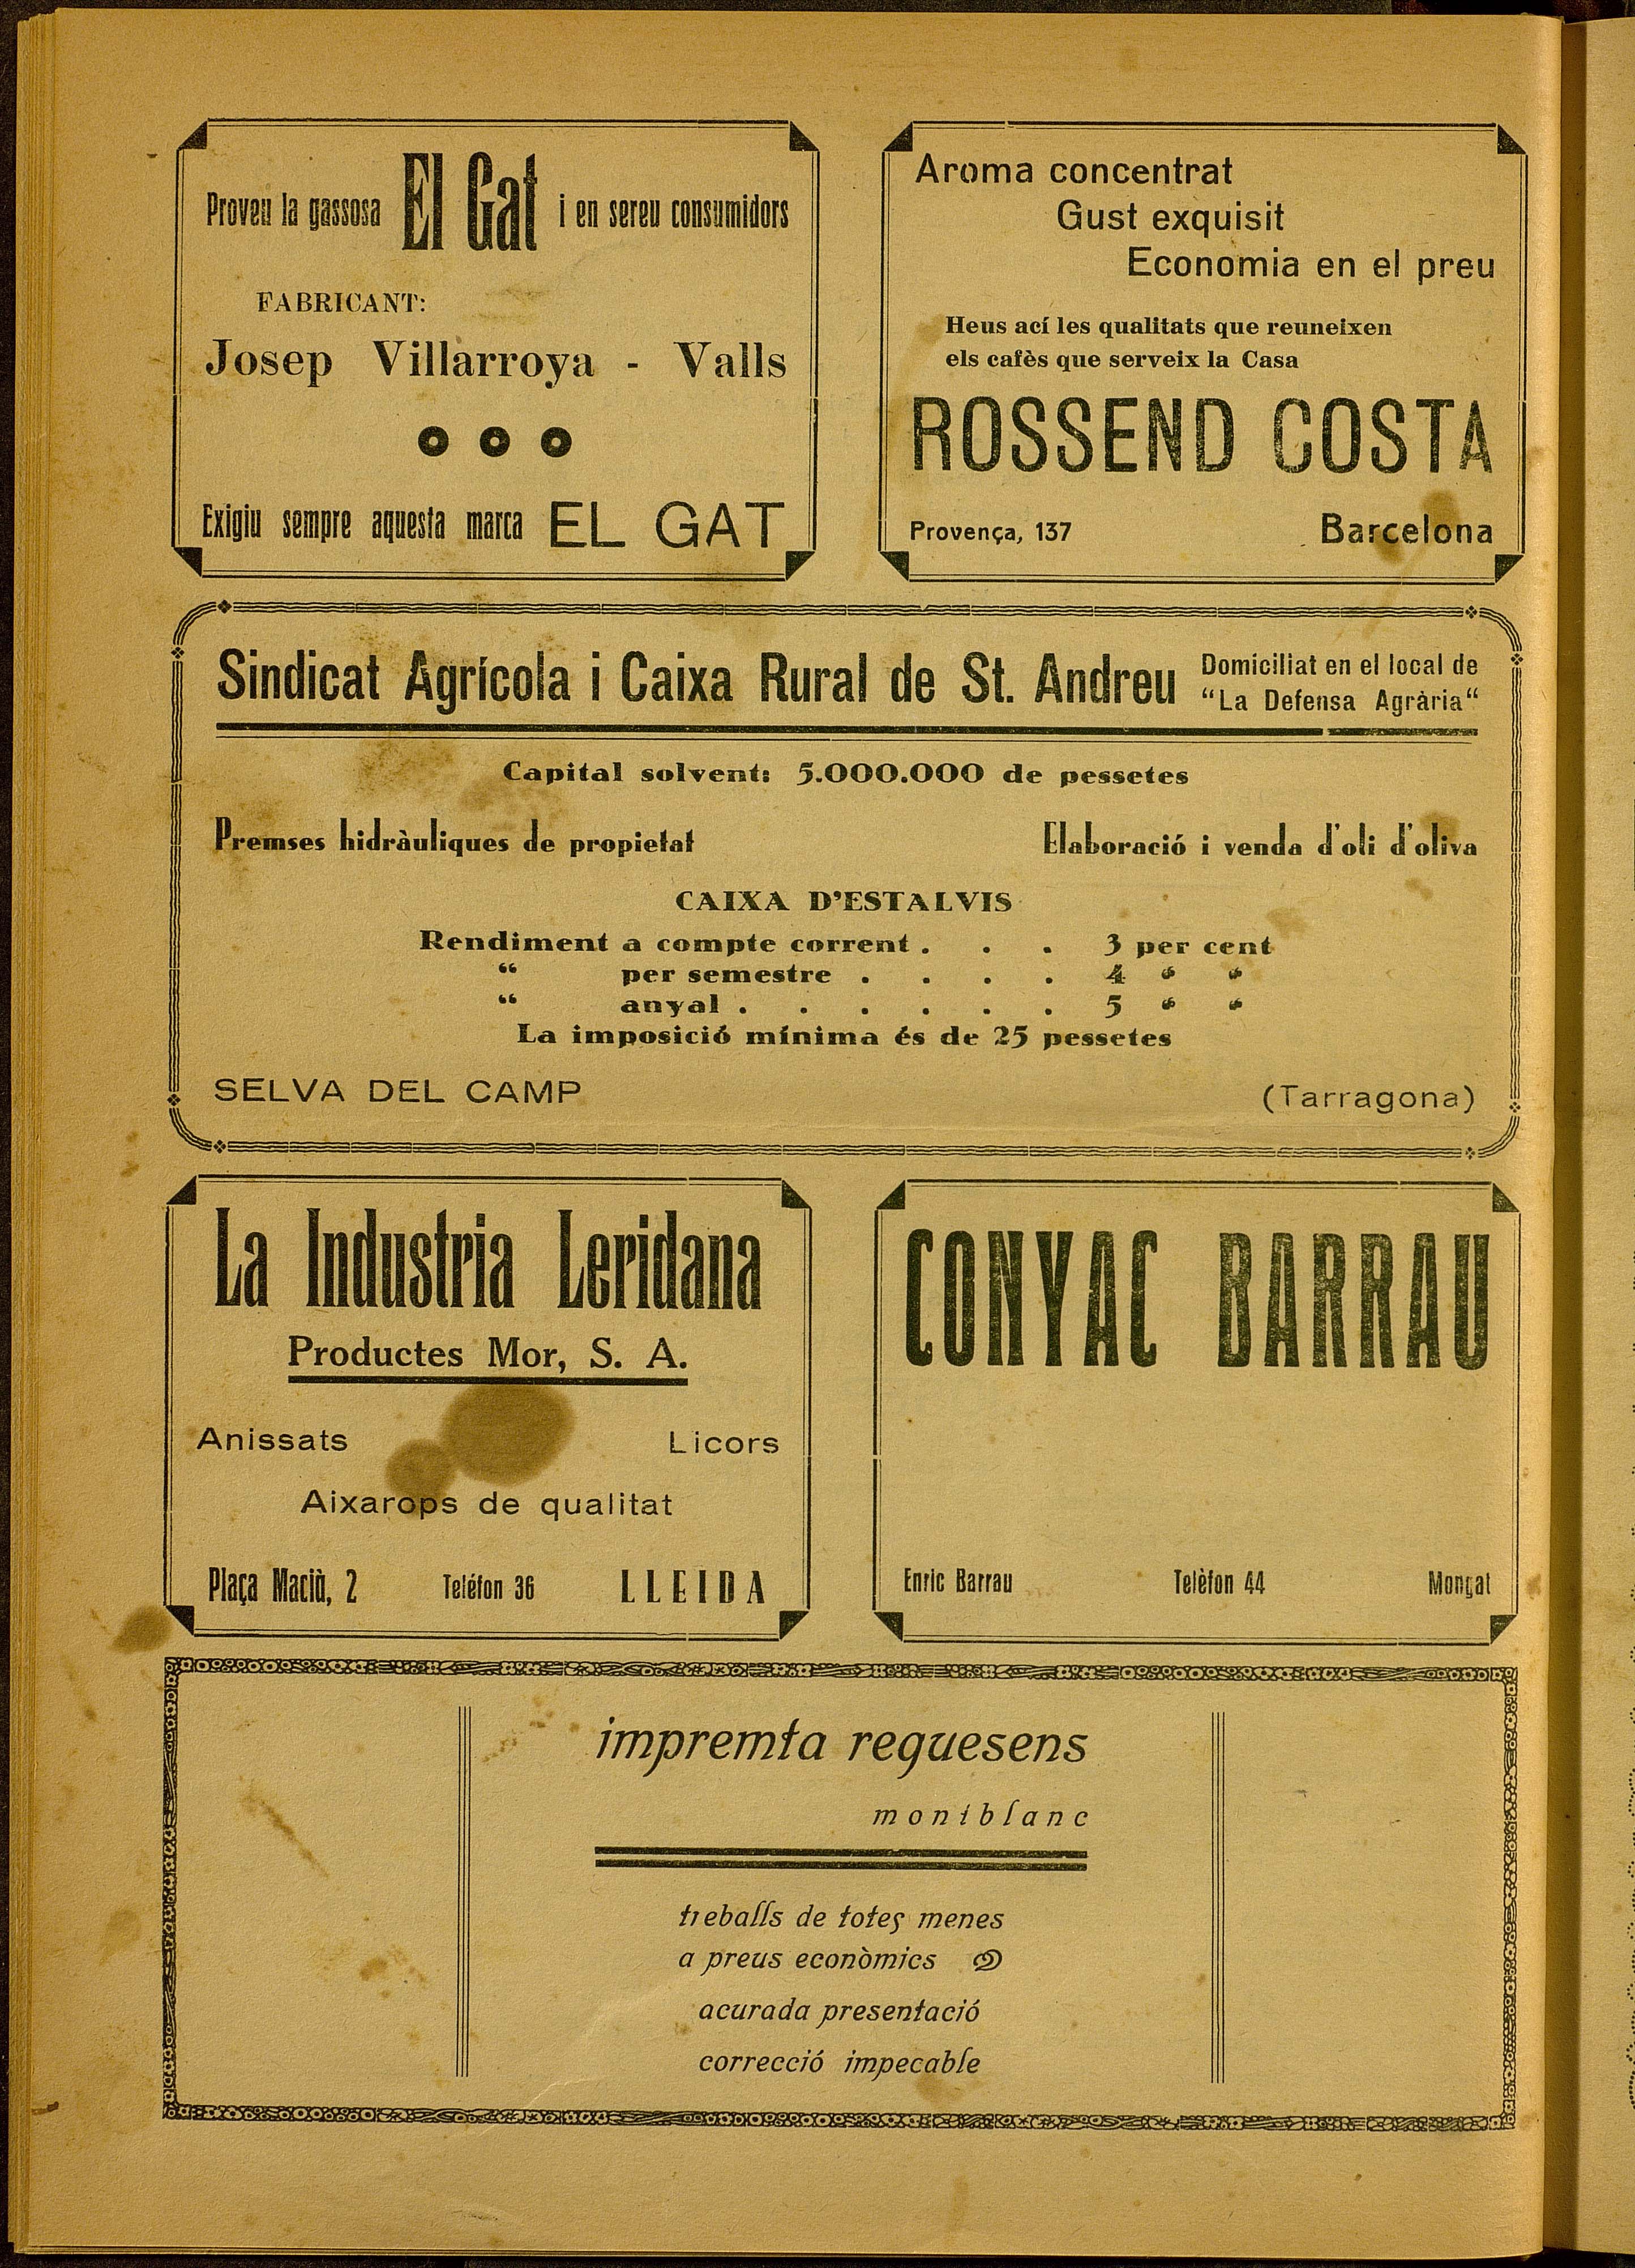 Proveu la gassosa El Gat i en sereu consumidors
FABRICANT:
Josep Villarroya - Valls
Exigiu sempre aquesta marca EL GAT
Aroma concentrat
Gust exquisit
Economia en el preu
Heus ací les qualitats que reuneixen
els cafès que serveix la Casa
ROSSEND COSTA
Provença, 137 Barcelona
Sindicat Agrícola i Caixa Rural de St. Andreu
Domiciliat en el local de
“La Defensa Agrària“
Capital solvent: 5.000.000 de pessetes
Premses hidràuliques de propietat Elaboració i venda d'oli d'oliva
CAIXA D'ESTALVIS
Rendiment a compte corrent . . . 3 per cent
“ per semestre . . . . 4 “ “
“ anyal . . . . . . 5 “ “
La imposició mínima és de 25 pessetes
SELVA DEL CAMP (Tarragona)
La Industria Leridana
Productes Mor, S. A.
Anissats Licors
Aixarops de qualitat
Plaça Macià, 2 Teléfon 36 LLEIDA
CONYAC BARRAU
Enric Barrau Telèfon 44 Mongat
impremta requesens
montblanc
treballs de totes menes
a preus econòmics
acurada presentació
correcció impecable